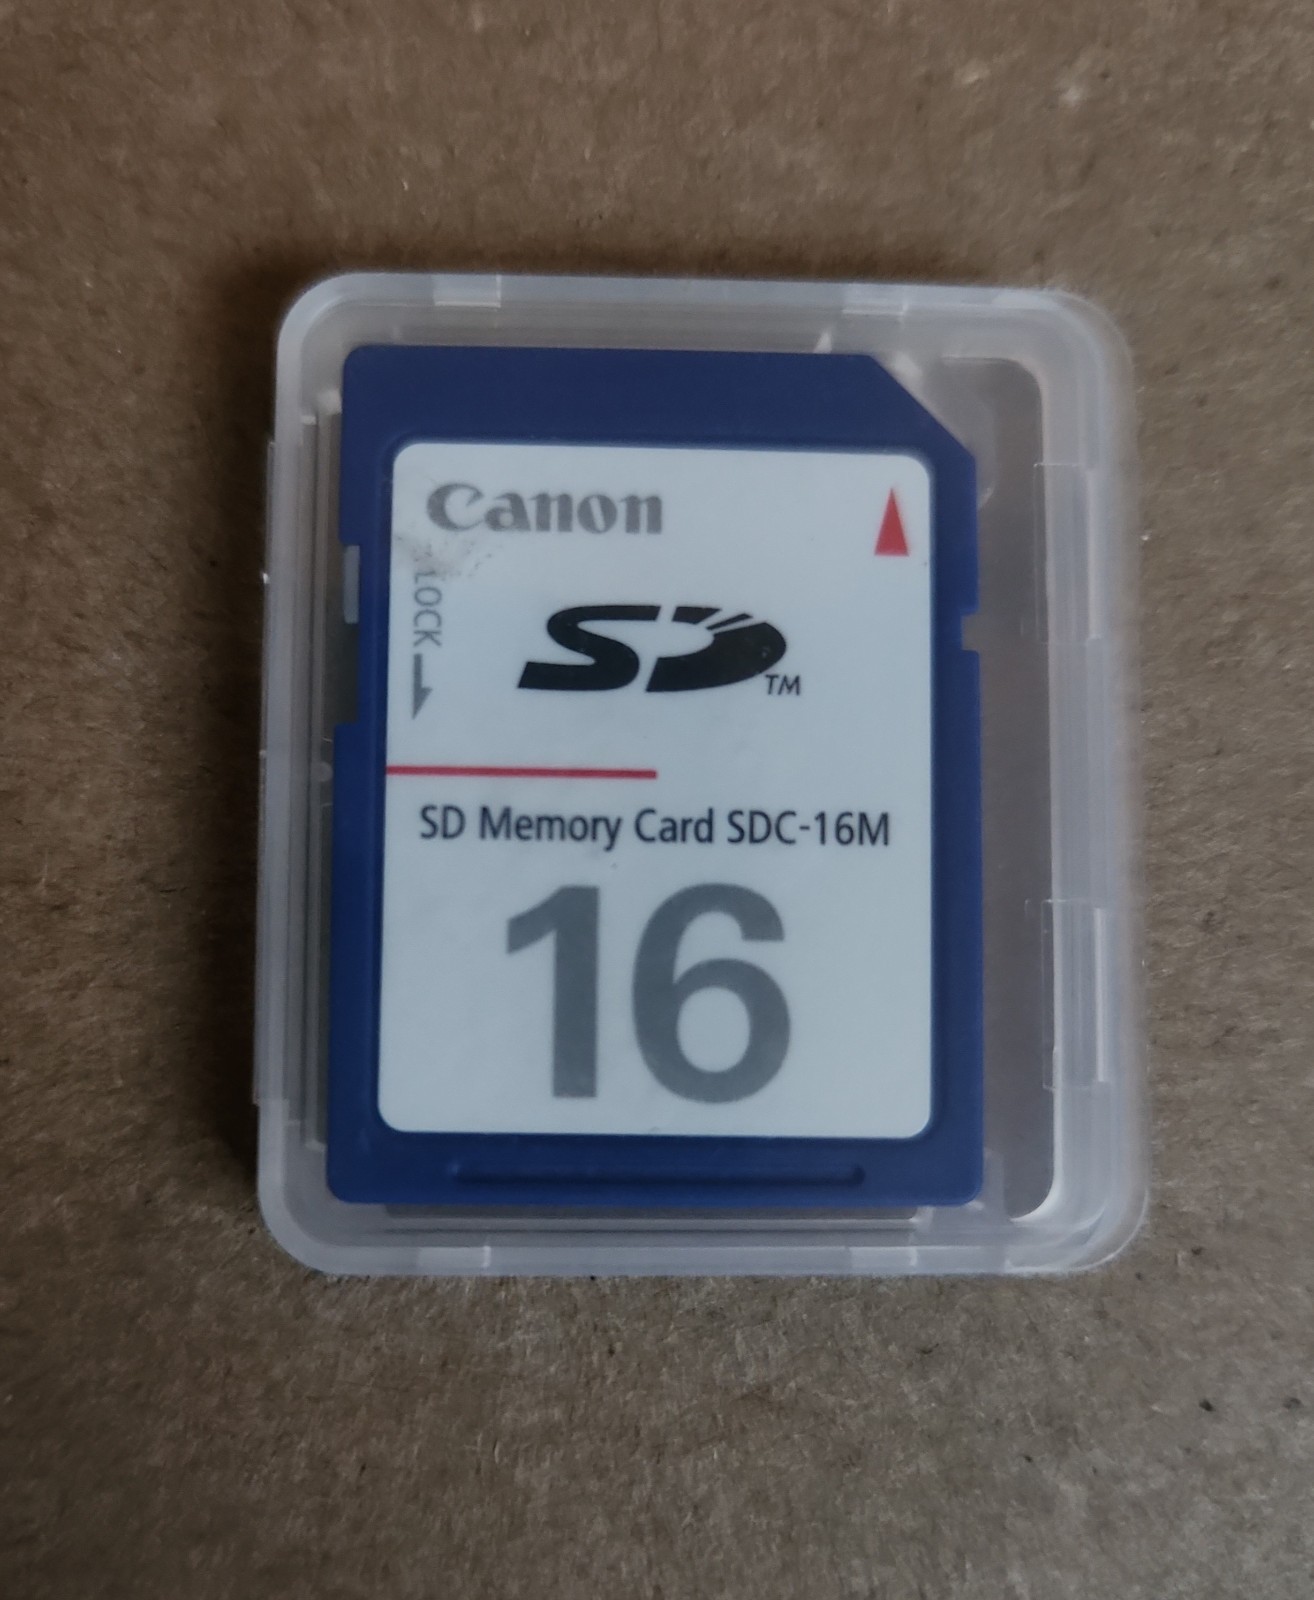 Canon
LOCK
SD
TM
SD Memory Card SDC-16M
16